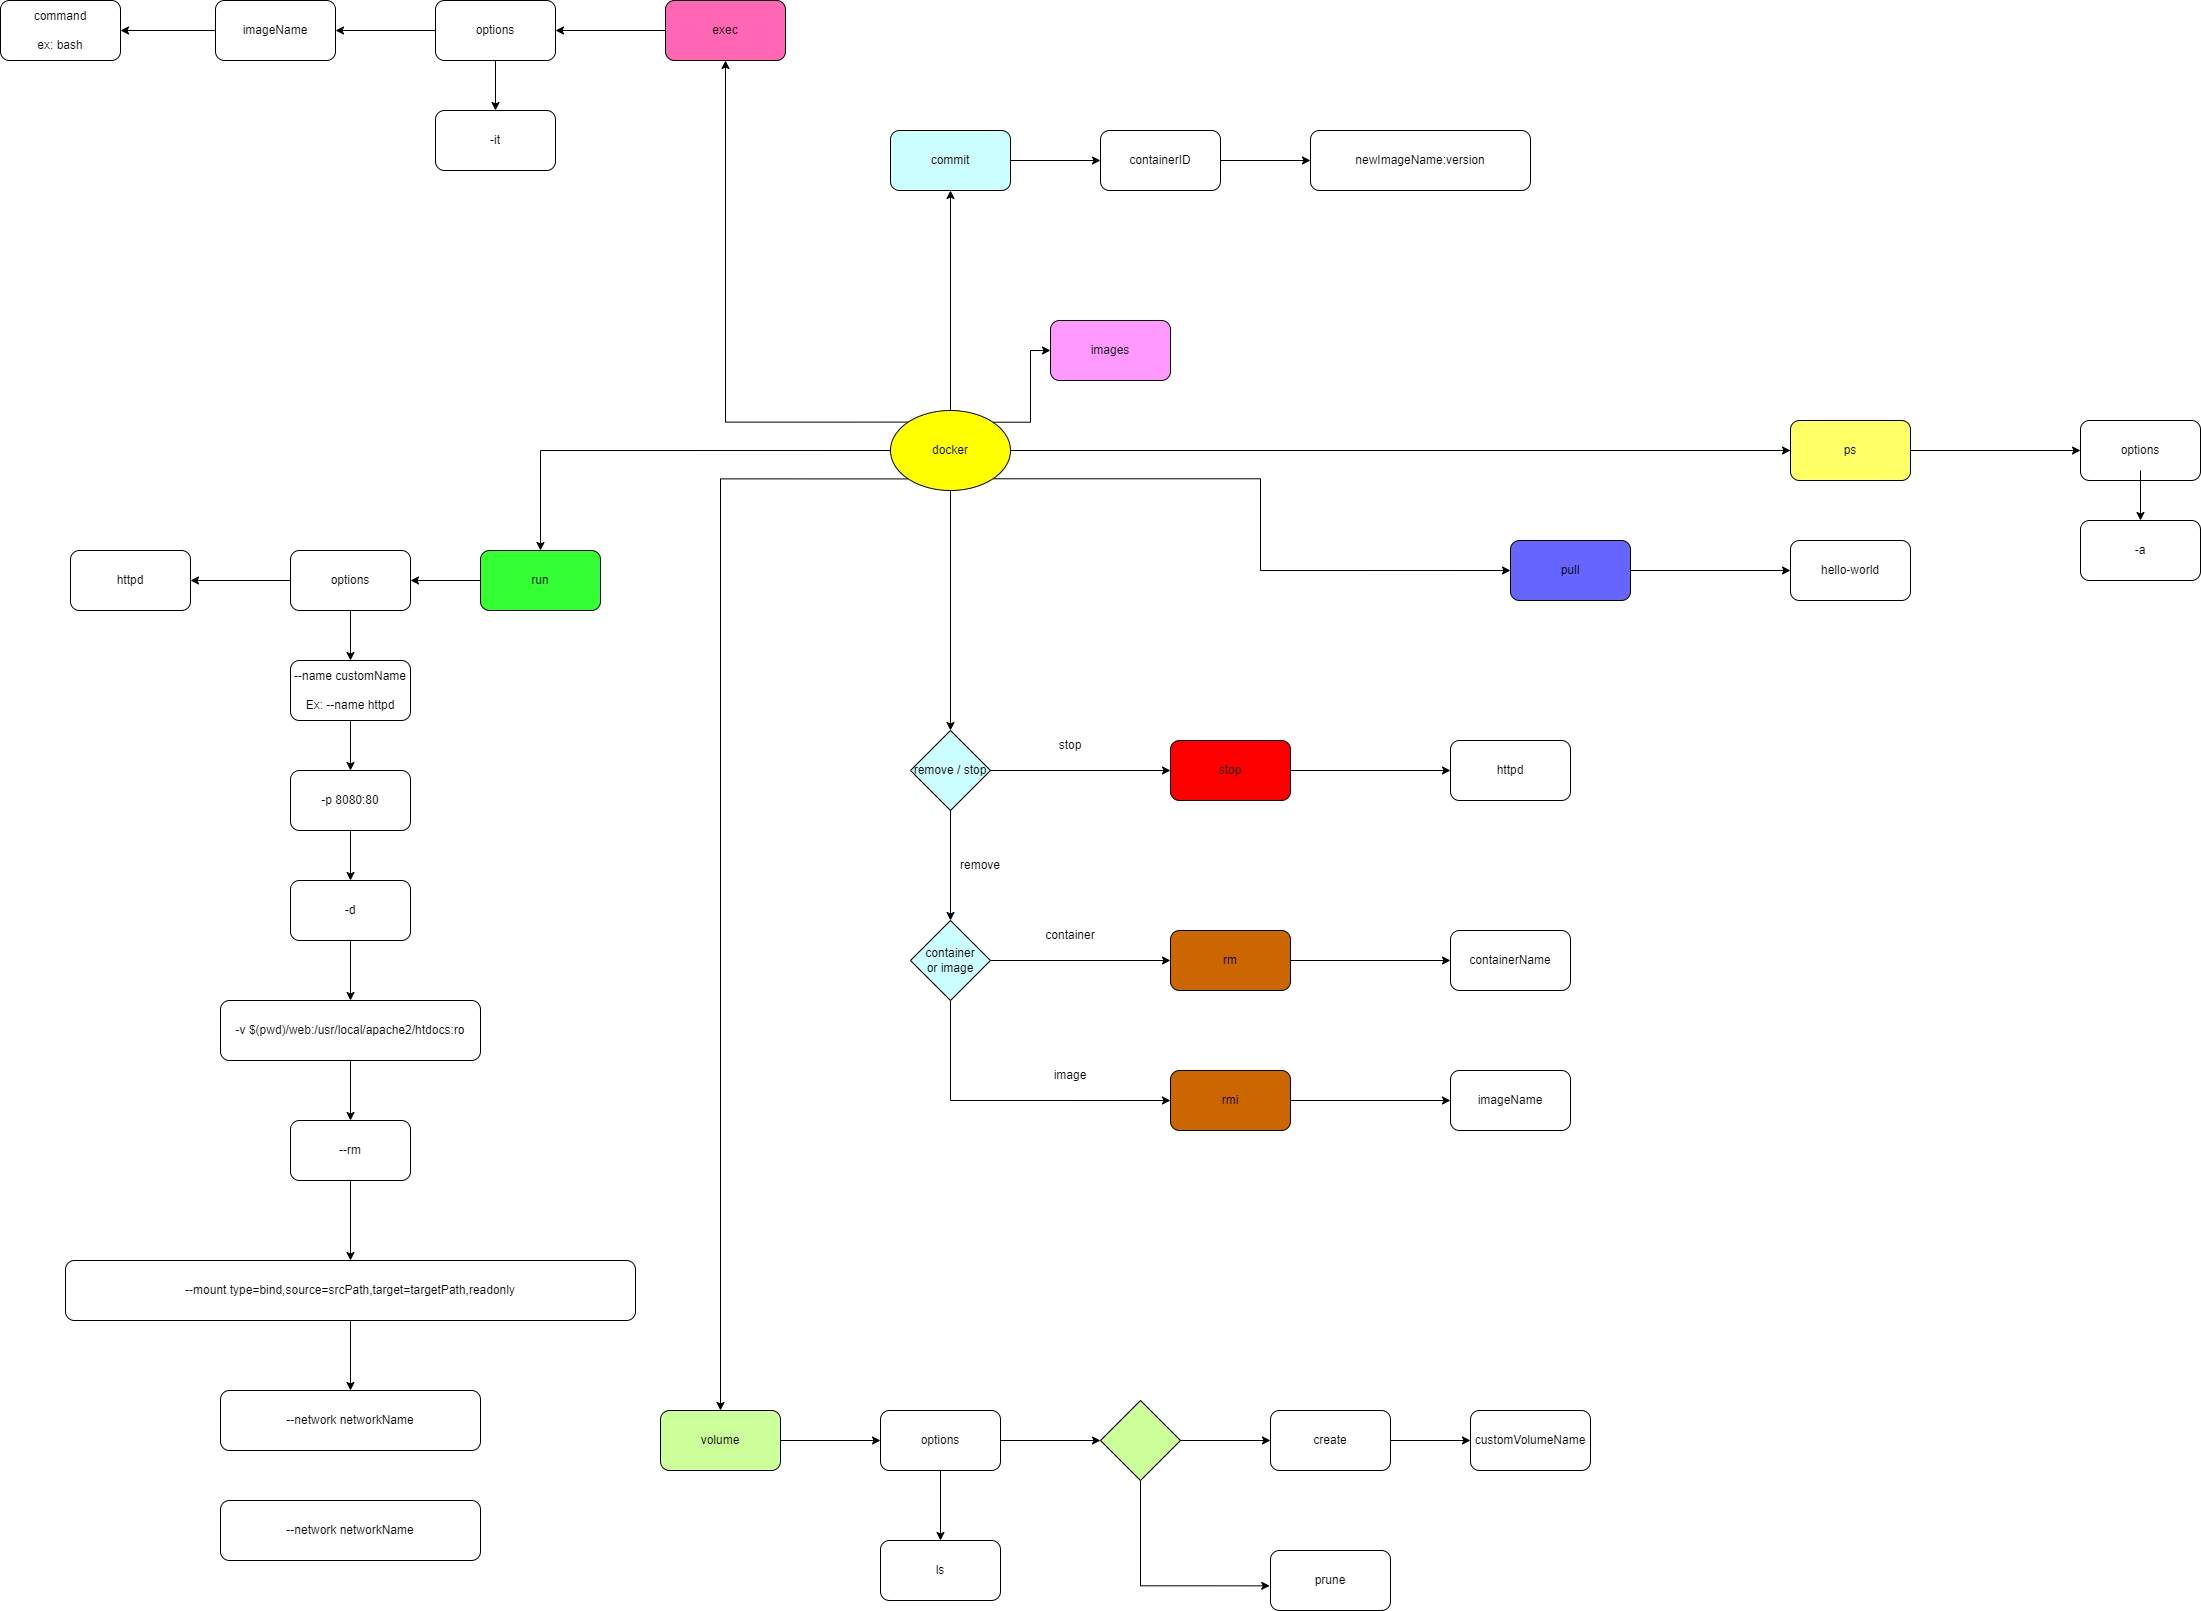 command
ex: bash
imageName
options
exec
-it
commit
containerID
newImageName:version
images
docker
ps
options
-a
pull
hello-world
httpd
options
run
--name customName
Ex: --name httpd
-p 8080:80
-d
-v $(pwd)/web:/usr/local/apache2/htdocs:ro
--rm
--mount type=bind,source=srcPath,target=targetPath,readonly
--network networkName
--network networkName
remove / stop
stop
stop
httpd
remove
container
or image
container
rm
containerName
image
rmi
imageName
volume
options
create
customVolumeName
ls
prune